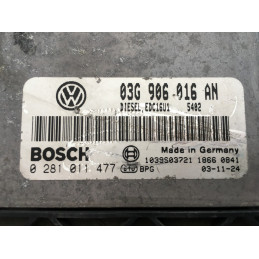 03G 906 016 AN
DIESEL EDC16U1 5402
BOSCH
Made in Germany
1039S03721 1866 0841
0 281 011 477
BPG
03-11-24